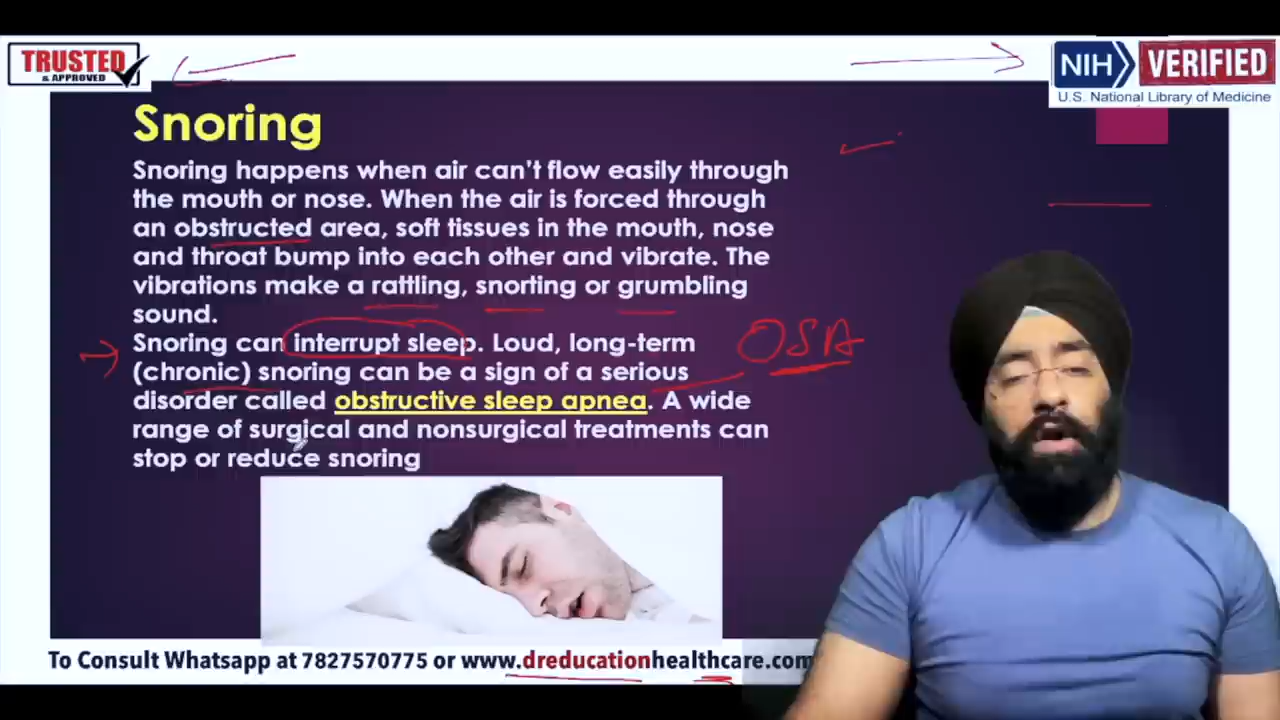 TRUSTED
& APPROVED
NIH VERIFIED
U.S. National Library of Medicine
Snoring
Snoring happens when air can't flow easily through
the mouth or nose. When the air is forced through
an obstructed area, soft tissues in the mouth, nose
and throat bump into each other and vibrate. The
vibrations make a rattling, snorting or grumbling
sound.
Snoring can interrupt sleep. Loud, long-term
(chronic) snoring can be a sign of a serious
disorder called obstructive sleep apnea. A wide
range of surgical and nonsurgical treatments can
stop or reduce snoring
OSA
To Consult Whatsapp at 7827570775 or www.dreducationhealthcare.com